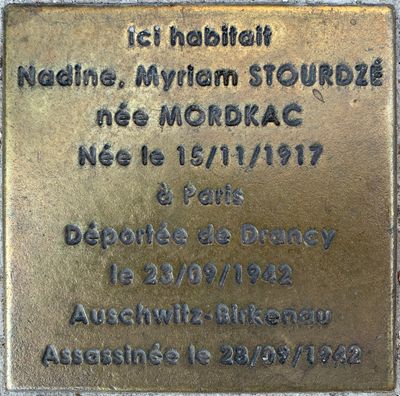 Ici habitait
Nadine, Myriam STOURDZÉ
née MORDKAC
Née le 15/11/1917
à Paris
Déportée de Drancy
le 23/09/1942
Auschwitz-Birkenau
Assassinée le 28/09/1942